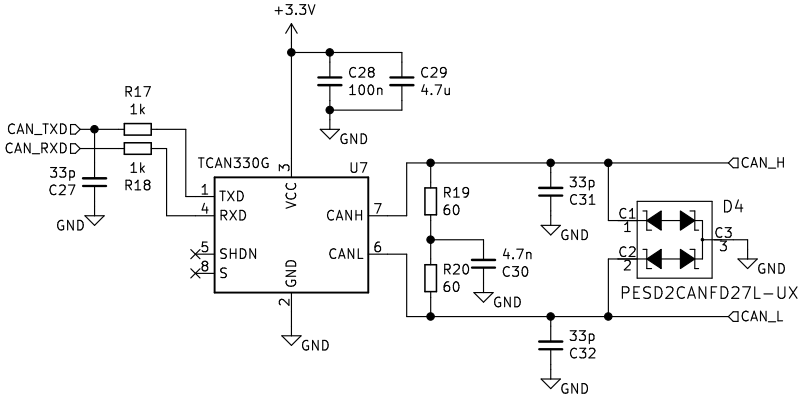 +3.3V
C28
100n
C29
4.7u
GND
R17
1k
CAN_TXD
CAN_RXD
1k
R18
33p
C27
GND
TCAN330G
U7
3
VCC
1
TXD
4
RXD
5
SHDN
8
S
CANH
7
CANL
6
GND
2
GND
R19
60
R20
60
4.7n
C30
GND
33p
C31
GND
CAN_H
D4
C1
1
C2
2
C3
3
GND
PESD2CANFD27L-UX
CAN_L
33p
C32
GND